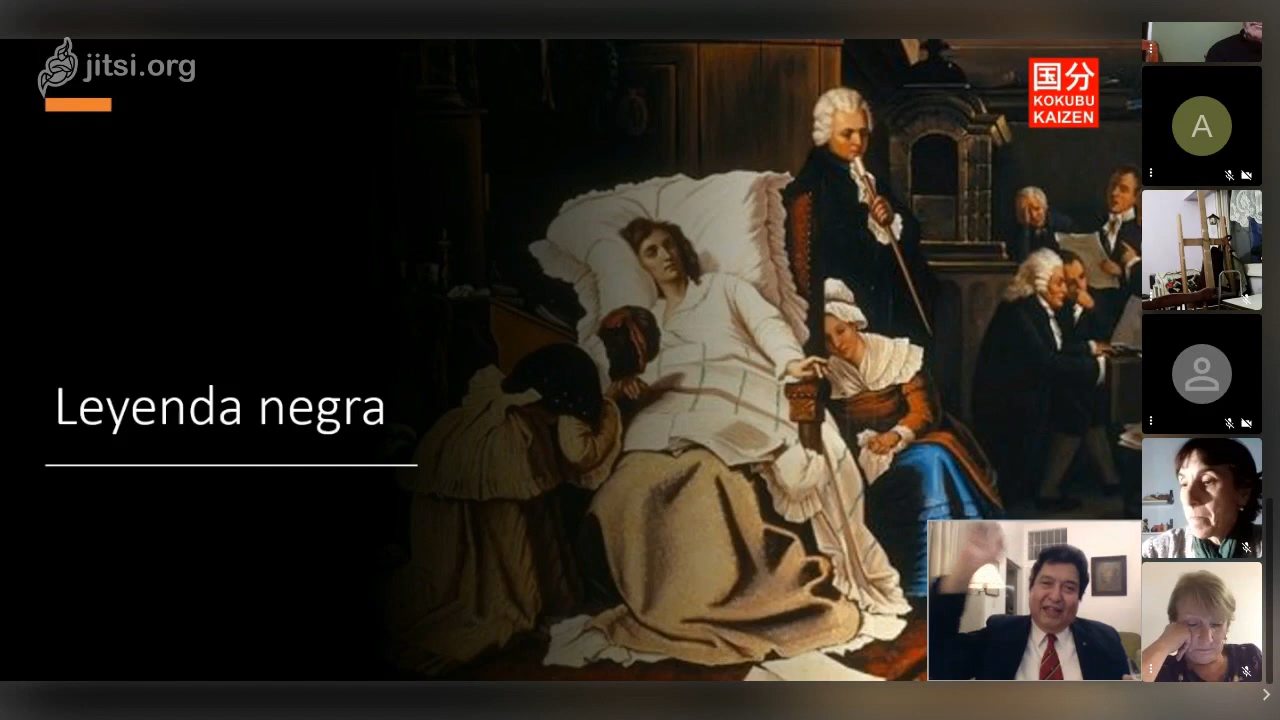 jitsi.org
国分
KOKUBU
KAIZEN
A
Leyenda negra